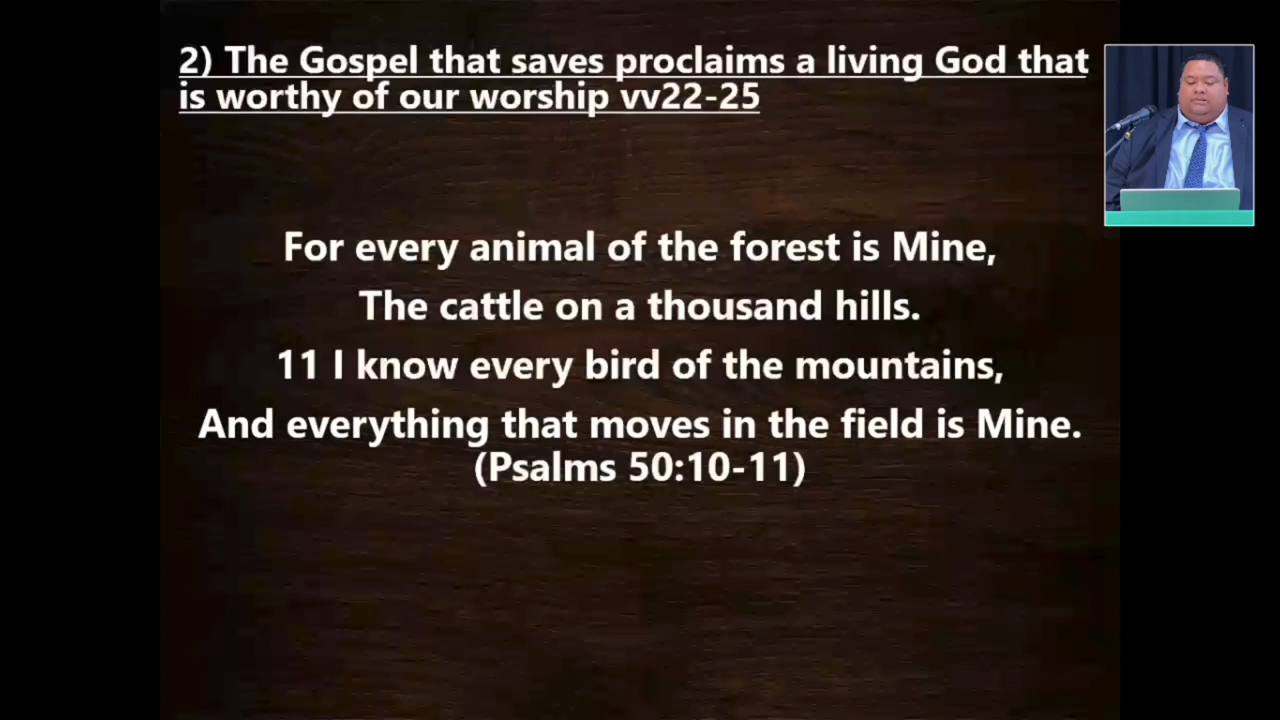 2) The Gospel that saves proclaims a living God that
is worthy of our worship vv22-25
For every animal of the forest is Mine,
The cattle on a thousand hills.
11 I know every bird of the mountains,
And everything that moves in the field is Mine.
(Psalms 50:10-11)